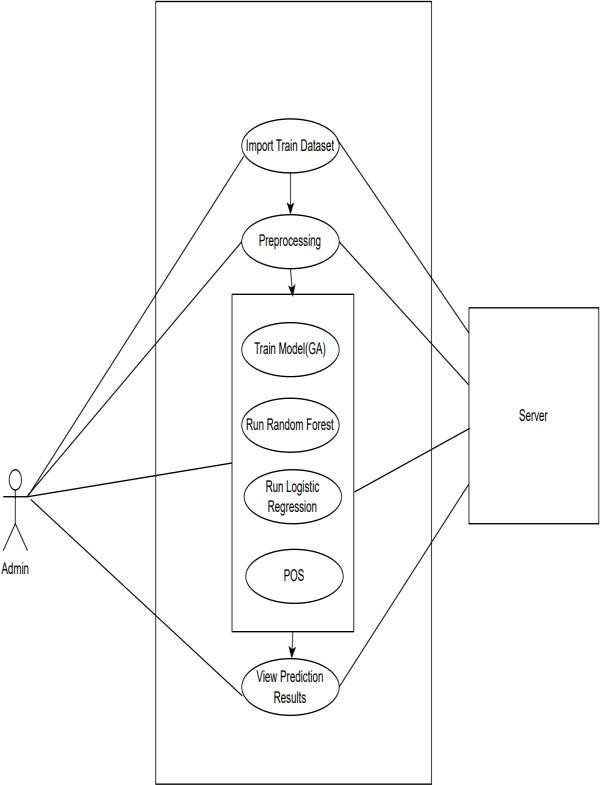 Import Train Dataset
Preprocessing
Train Model(GA)
Run Random Forest
Run Logistic
Regression
POS
View Prediction
Results
Server
Admin